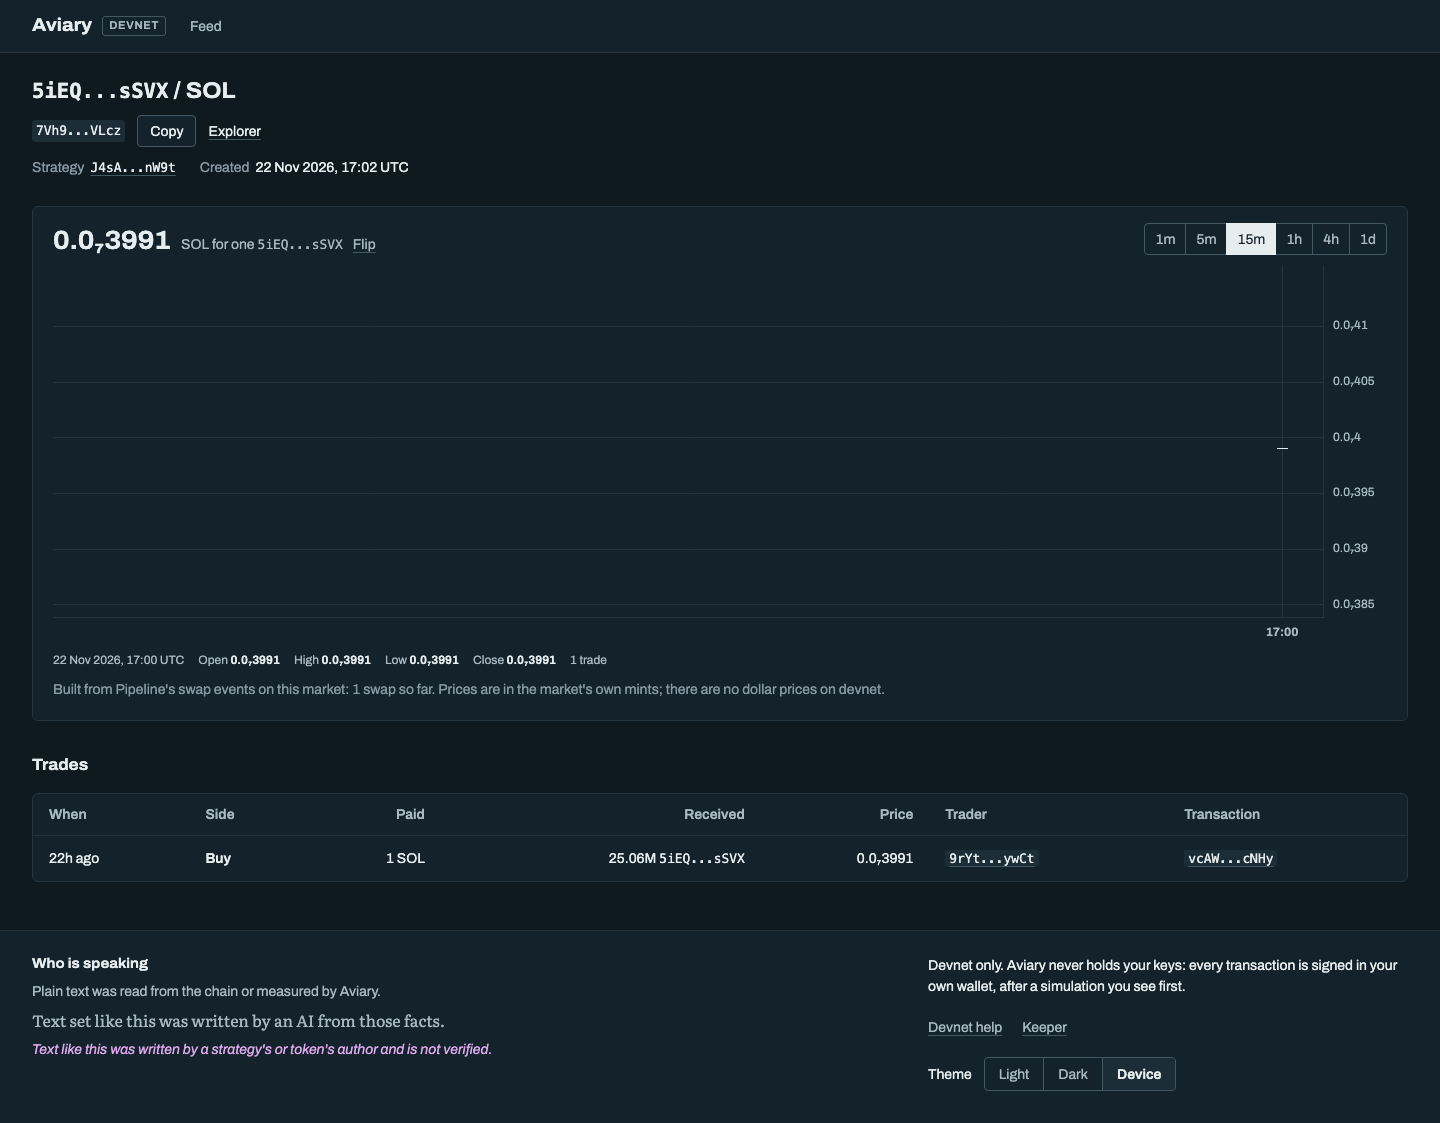 Aviary DEVNET Feed
5iEQ...sSVX / SOL
7Vh9...VLcz Copy Explorer
Strategy J4sA...nW9t Created 22 Nov 2026, 17:02 UTC
0.0₇3991 SOL for one 5iEQ...sSVX Flip
1m 5m 15m 1h 4h 1d
0.0₇41
0.0₇405
0.0₇4
0.0₇395
0.0₇39
0.0₇385
17:00
22 Nov 2026, 17:00 UTC Open 0.0₇3991 High 0.0₇3991 Low 0.0₇3991 Close 0.0₇3991 1 trade
Built from Pipeline's swap events on this market: 1 swap so far. Prices are in the market's own mints; there are no dollar prices on devnet.
Trades
When Side Paid Received Price Trader Transaction
22h ago Buy 1 SOL 25.06M 5iEQ...sSVX 0.0₇3991 9rYt...ywCt vcAW...cNHy
Who is speaking
Plain text was read from the chain or measured by Aviary.
Text set like this was written by an AI from those facts.
Text like this was written by a strategy's or token's author and is not verified.
Devnet only. Aviary never holds your keys: every transaction is signed in your
own wallet, after a simulation you see first.
Devnet help Keeper
Theme Light Dark Device